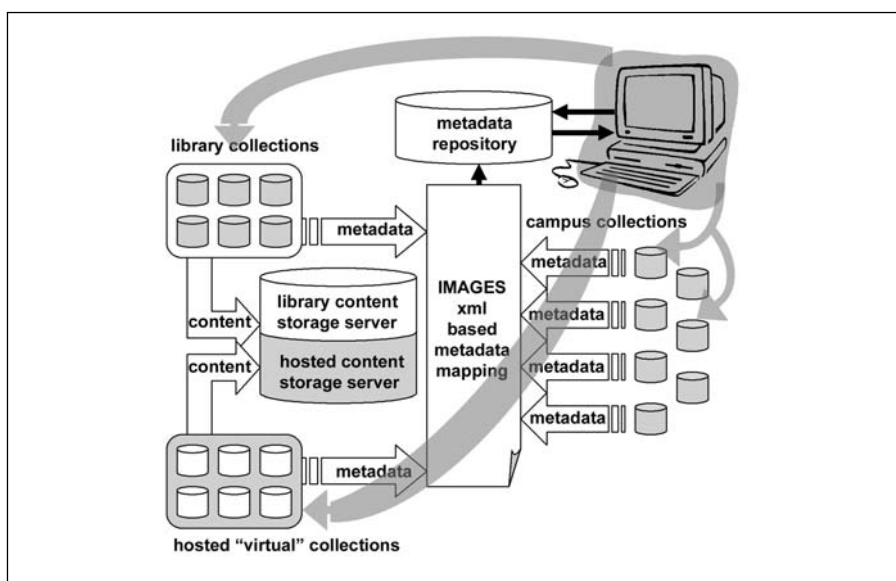 metadata
repository
library collections
metadata
campus collections
metadata
IMAGES
xml
based
metadata
mapping
library content
storage server
content
metadata
hosted content
storage server
content
metadata
metadata
metadata
hosted “virtual” collections